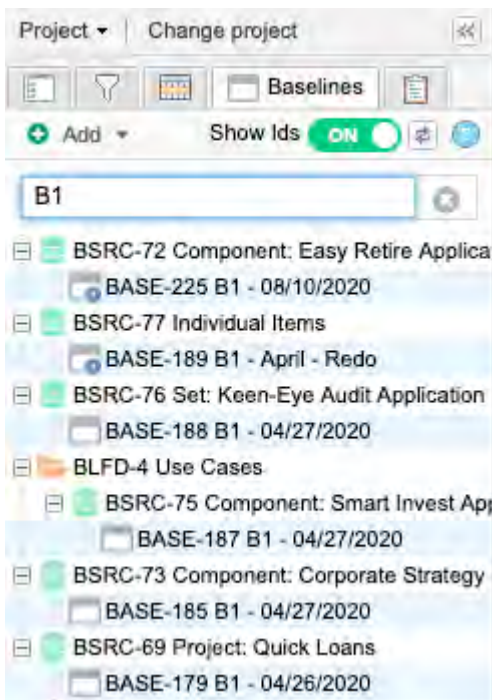 Project Change project
Baselines
Add Show Ids ON
B1
BSRC-72 Component: Easy Retire Applica
BASE-225 B1 - 08/10/2020
BSRC-77 Individual Items
BASE-189 B1 - April - Redo
BSRC-76 Set: Keen-Eye Audit Application
BASE-188 B1 - 04/27/2020
BLFD-4 Use Cases
BSRC-75 Component: Smart Invest App
BASE-187 B1 - 04/27/2020
BSRC-73 Component: Corporate Strategy
BASE-185 B1 - 04/27/2020
BSRC-69 Project: Quick Loans
BASE-179 B1 - 04/26/2020